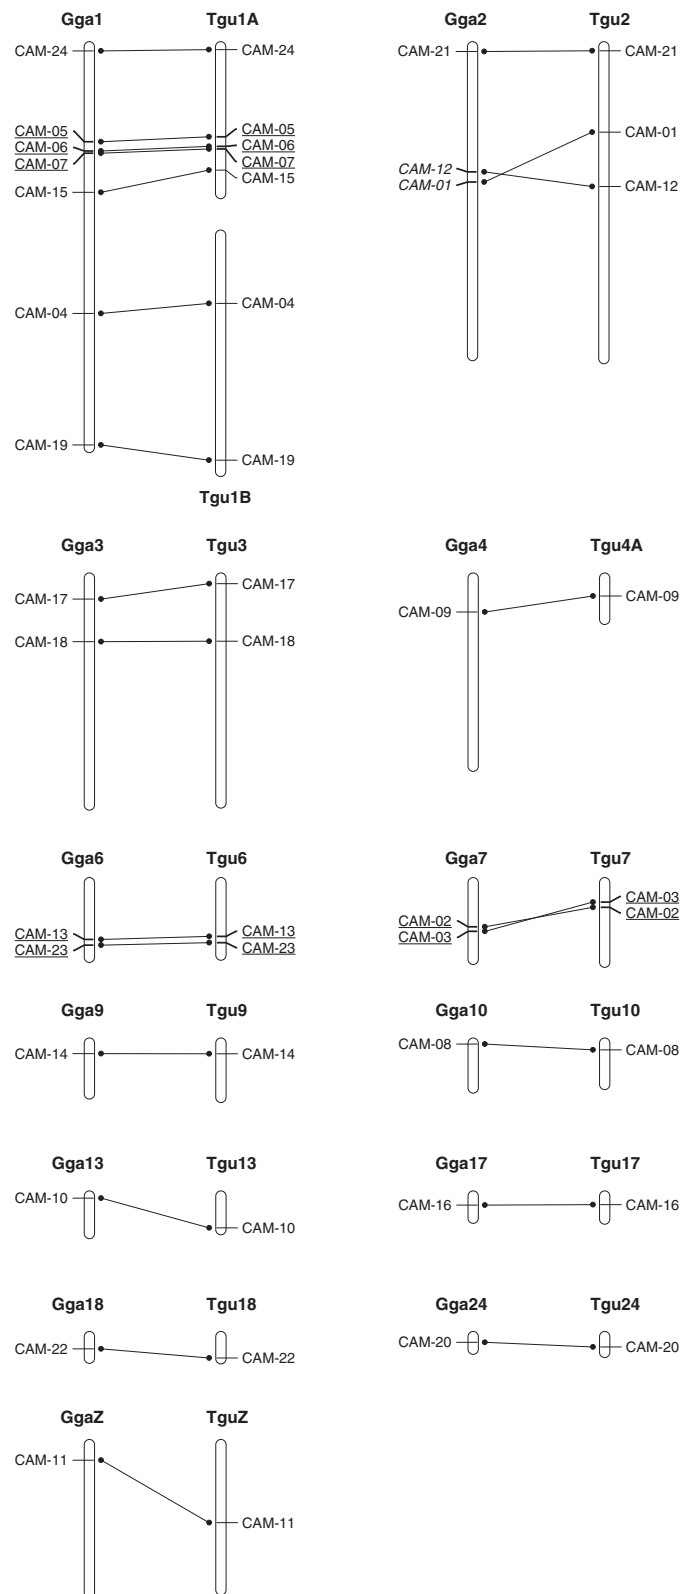 Gga1 Tgu1A
CAM-24 CAM-24
CAM-05 CAM-05
CAM-06 CAM-06
CAM-07 CAM-07
CAM-15 CAM-15
CAM-04 CAM-04
CAM-19 CAM-19
Tgu1B
Gga2 Tgu2
CAM-21 CAM-21
CAM-01
CAM-12 CAM-12
CAM-01
Gga3 Tgu3
CAM-17 CAM-17
CAM-18 CAM-18
Gga4 Tgu4A
CAM-09 CAM-09
Gga6 Tgu6
CAM-13 CAM-13
CAM-23 CAM-23
Gga7 Tgu7
CAM-02 CAM-03
CAM-03 CAM-02
Gga9 Tgu9
CAM-14 CAM-14
Gga10 Tgu10
CAM-08 CAM-08
Gga13 Tgu13
CAM-10 CAM-10
Gga17 Tgu17
CAM-16 CAM-16
Gga18 Tgu18
CAM-22 CAM-22
Gga24 Tgu24
CAM-20 CAM-20
GgaZ TguZ
CAM-11 CAM-11